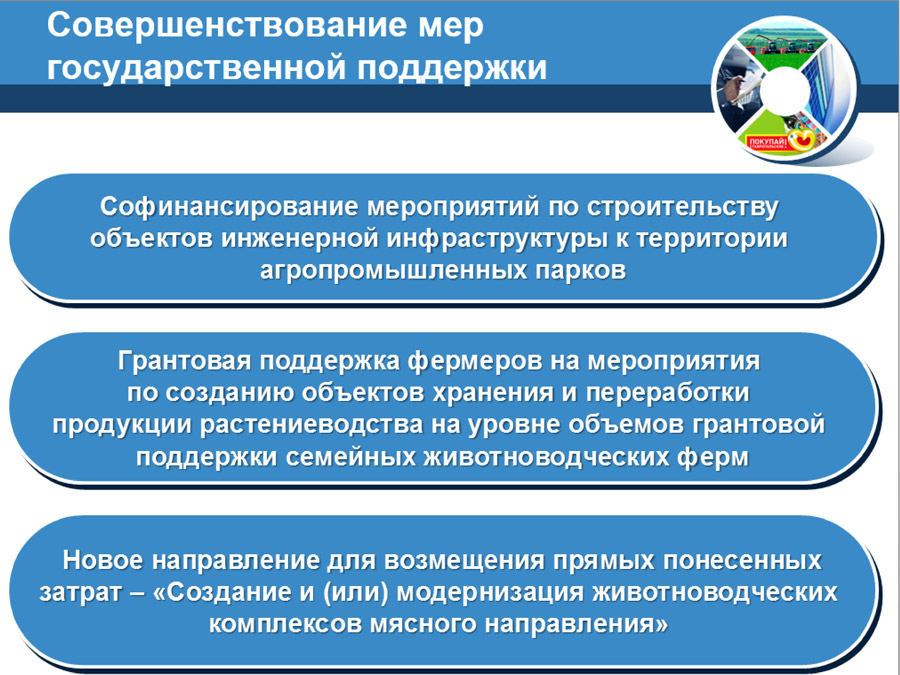 Совершенствование мер
государственной поддержки
ПОКУПАЙ!
СТАВРОПОЛЬСКОЕ!
Софинансирование мероприятий по строительству
объектов инженерной инфраструктуры к территории
агропромышленных парков
Грантовая поддержка фермеров на мероприятия
по созданию объектов хранения и переработки
продукции растениеводства на уровне объемов грантовой
поддержки семейных животноводческих ферм
Новое направление для возмещения прямых понесенных
затрат – «Создание и (или) модернизация животноводческих
комплексов мясного направления»